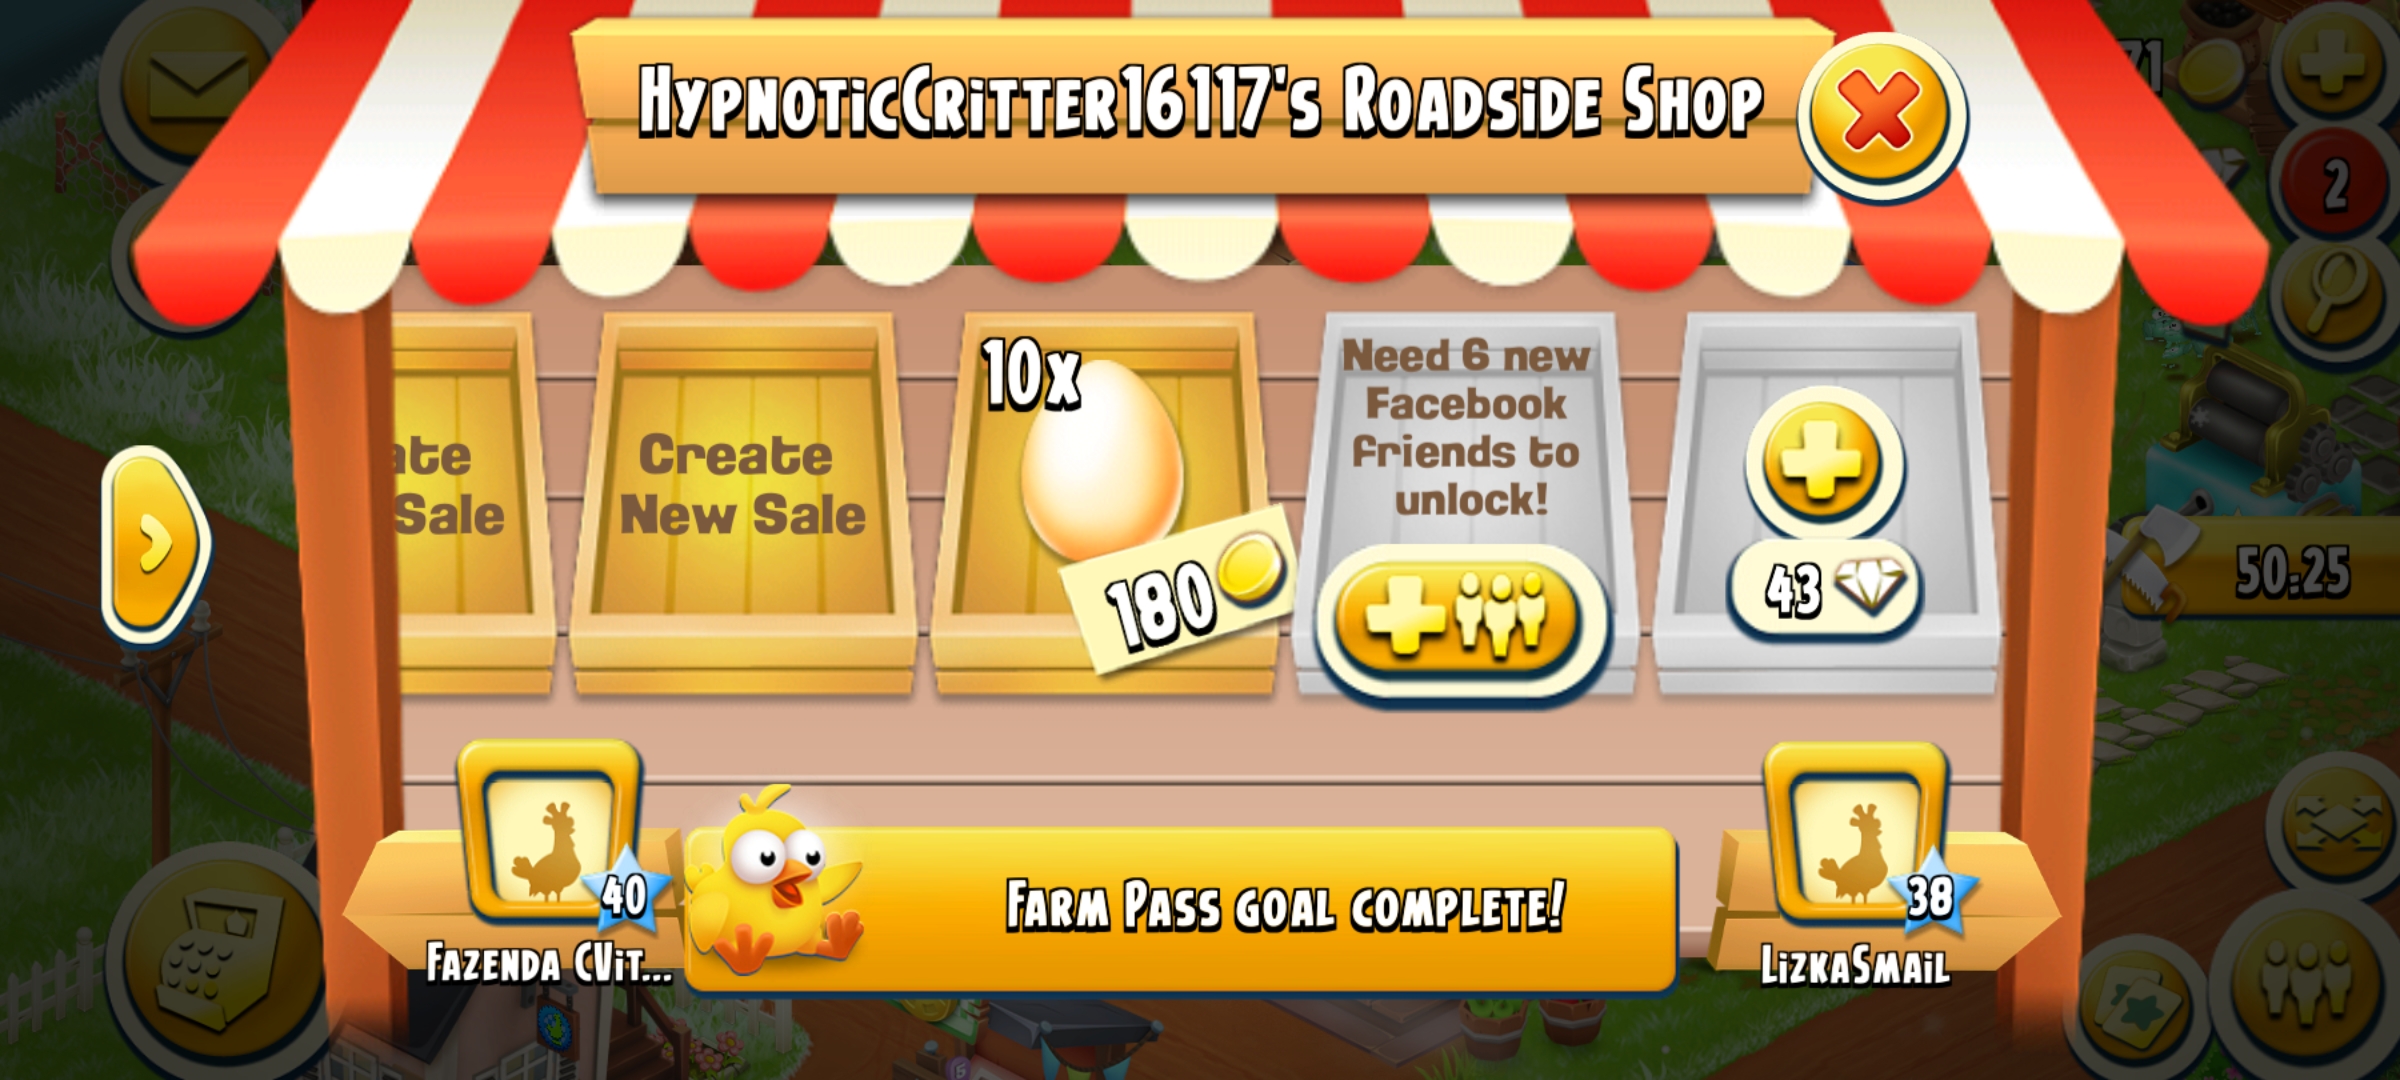 HypnoticCritter16117's Roadside Shop
71
2
ate
Sale
Create
New Sale
10x
180
Need 6 new
Facebook
friends to
unlock!
43
50:25
40
Fazenda CVit...
Farm Pass goal complete!
38
LizkaSmail